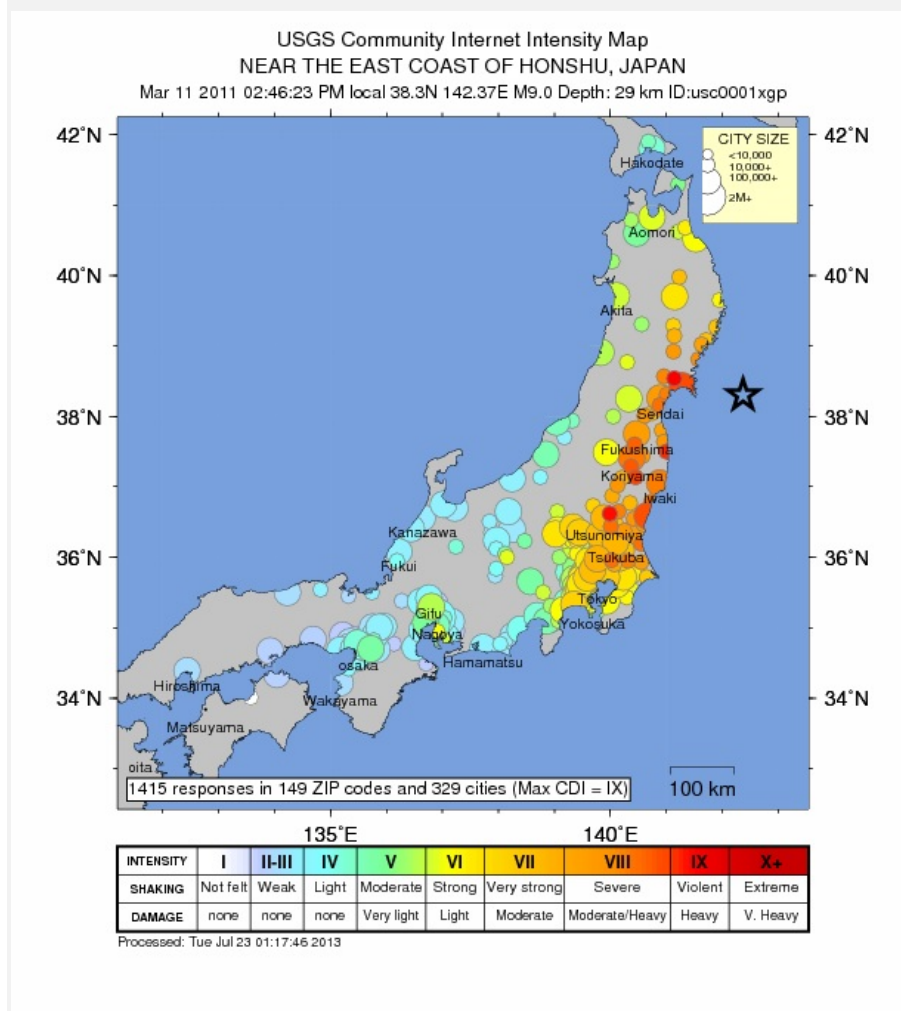 USGS Community Internet Intensity Map
NEAR THE EAST COAST OF HONSHU, JAPAN
Mar 11 2011 02:46:23 PM local 38.3N 142.37E M9.0 Depth: 29 km ID:usc0001xgp
42°N 42°N
CITY SIZE
<10,000
10,000+
100,000+
2M+
Hakodate
Aomori
40°N 40°N
Akita
38°N 38°N
Sendai
Fukushima
Koriyama
Iwaki
Kanazawa
Utsunomiya
36°N 36°N
Tsukuba
Fukui
Tokyo
Gifu
Yokosuka
Nagoya
Hamamatsu
osaka
Hiroshima
34°N 34°N
Wakayama
Matsuyama
oita
1415 responses in 149 ZIP codes and 329 cities (Max CDI = IX)
100 km
135°E 140°E
INTENSITY I II-III IV V VI VII VIII IX X+
SHAKING Not felt Weak Light Moderate Strong Very strong Severe Violent Extreme
DAMAGE none none none Very light Light Moderate Moderate/Heavy Heavy V. Heavy
Processed: Tue Jul 23 01:17:46 2013